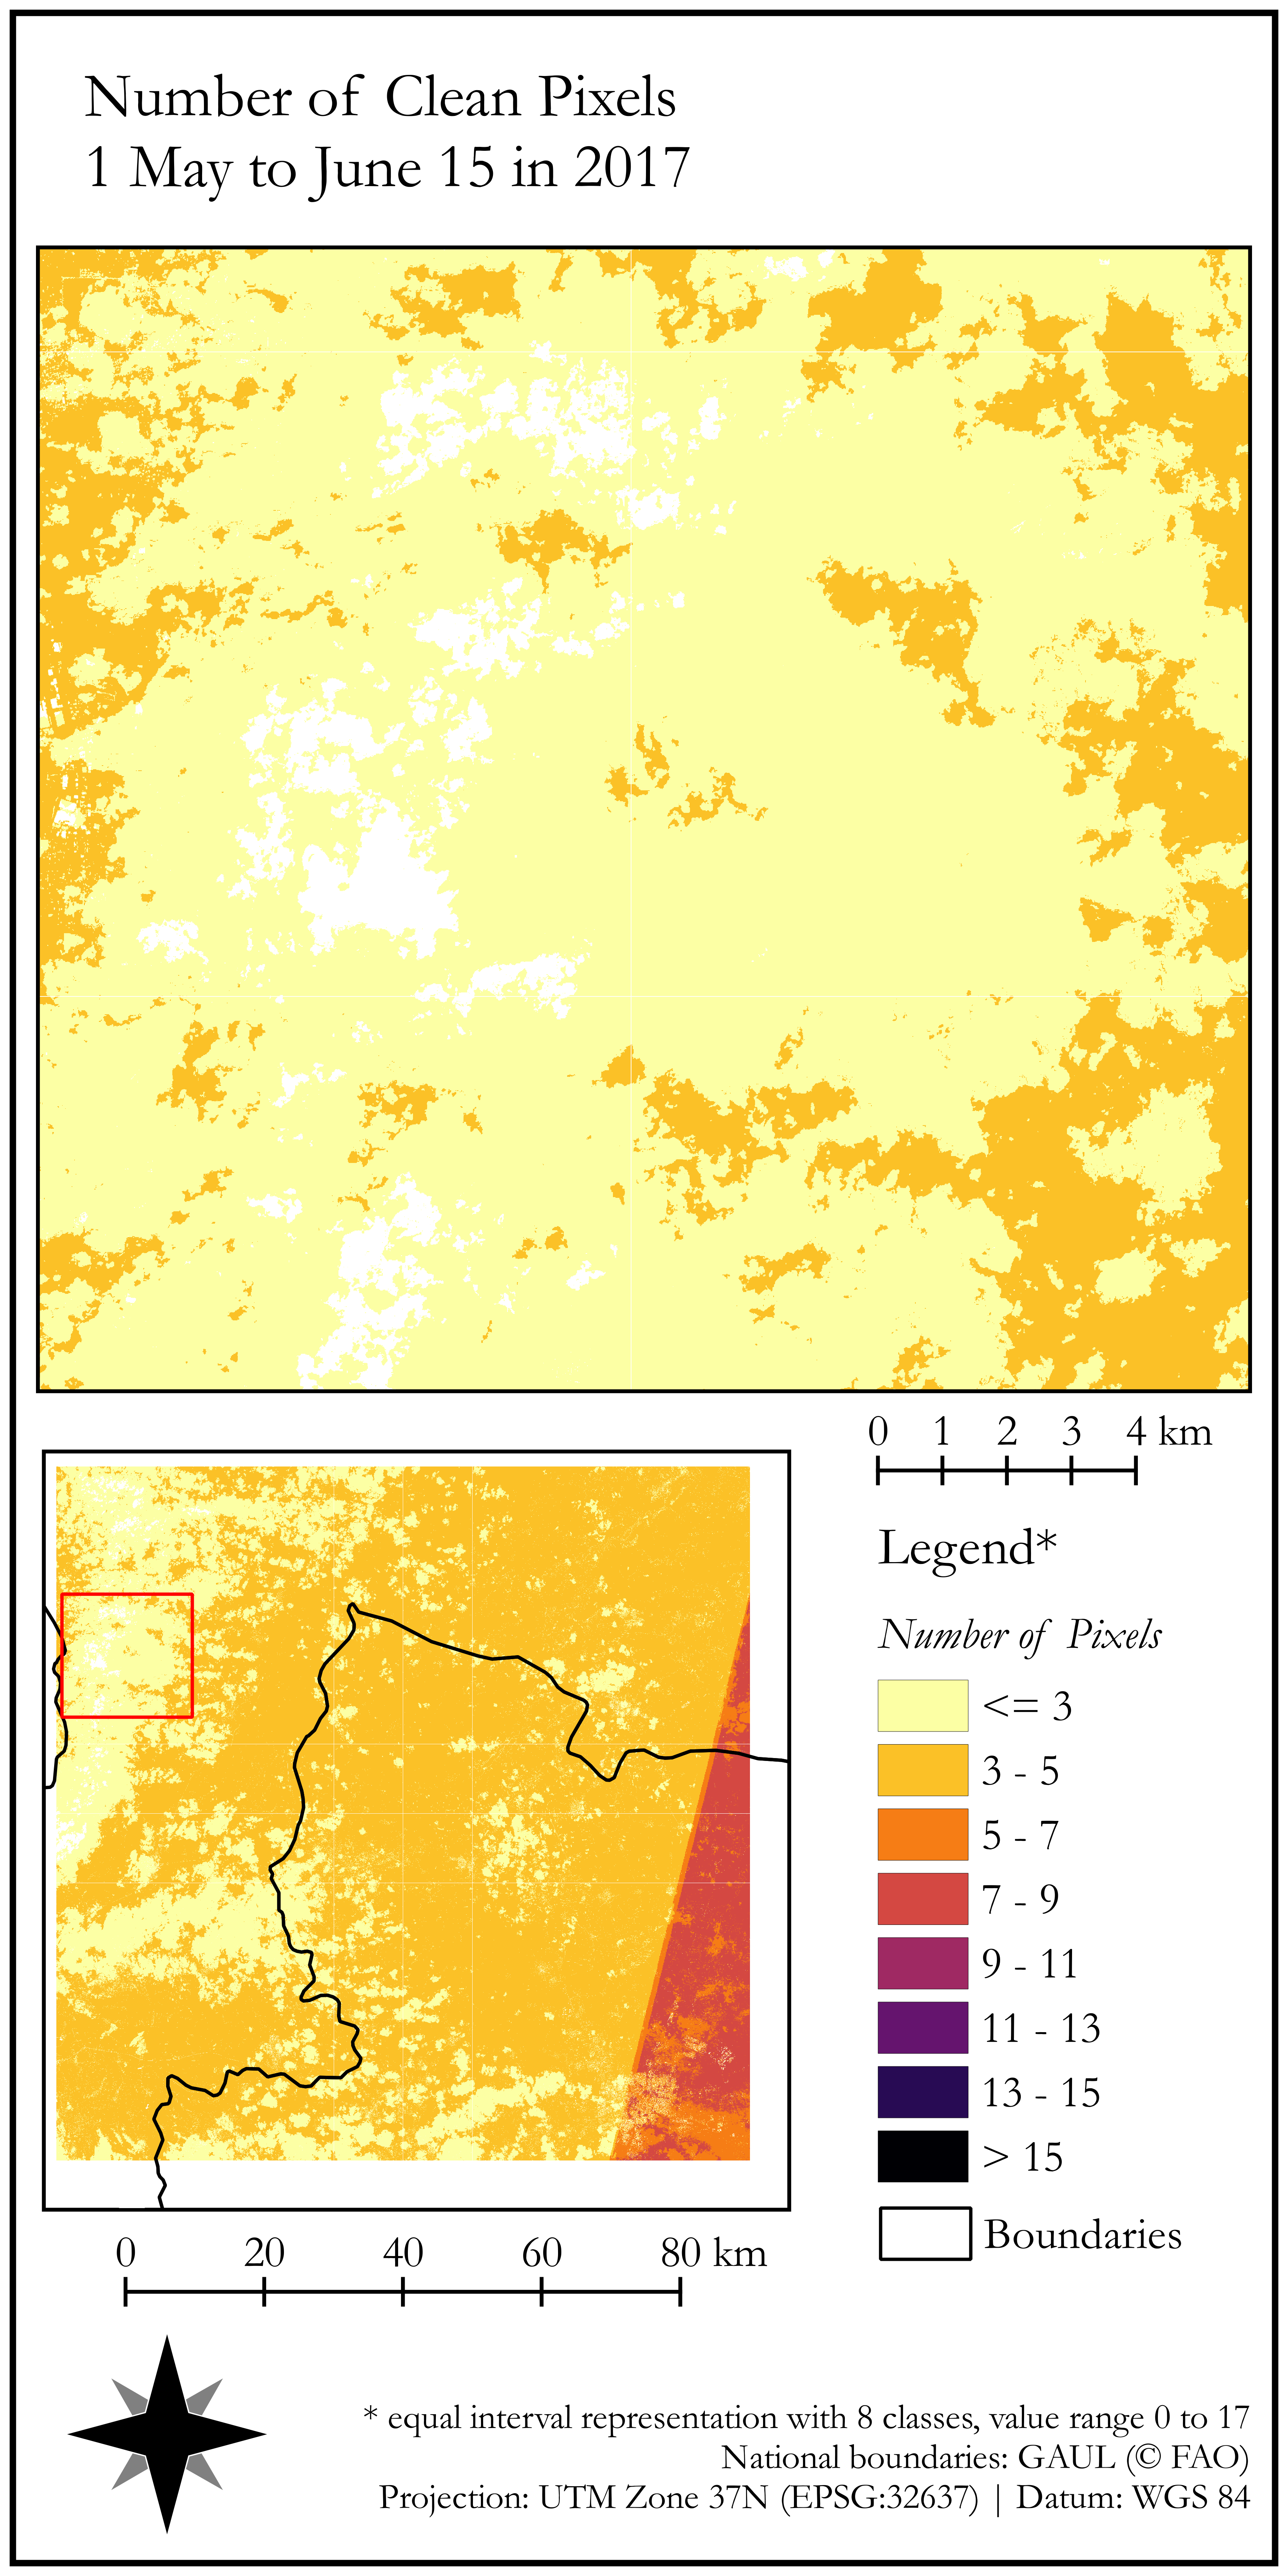 Number of Clean Pixels
1 May to June 15 in 2017
0 1 2 3 4 km
Legend*
Number of Pixels
<= 3
3 - 5
5 - 7
7 - 9
9 - 11
11 - 13
13 - 15
> 15
Boundaries
0 20 40 60 80 km
* equal interval representation with 8 classes, value range 0 to 17
National boundaries: GAUL (© FAO)
Projection: UTM Zone 37N (EPSG:32637) | Datum: WGS 84